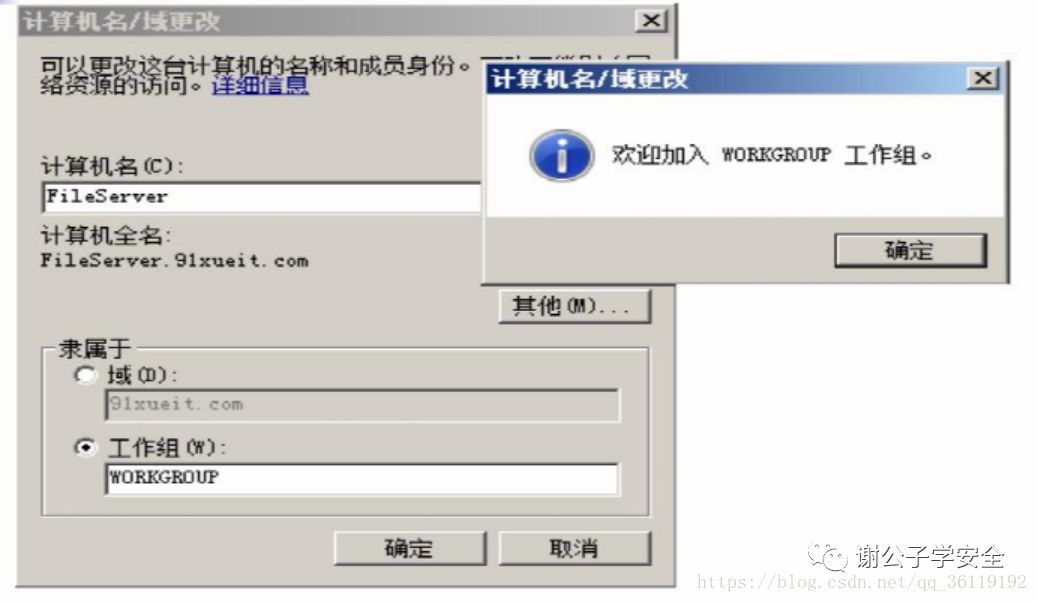 计算机名/域更改
可以更改这台计算机的名称和成员身份。
络资源的访问。详细信息
计算机名(C):
FileServer
计算机全名:
FileServer.91xueit.com
其他(M)...
隶属于
域(D):
91xueit.com
工作组(W):
WORKGROUP
确定
取消
计算机名/域更改
欢迎加入 WORKGROUP 工作组。
确定
谢公子学安全
https://blog.csdn.net/qq_36119192